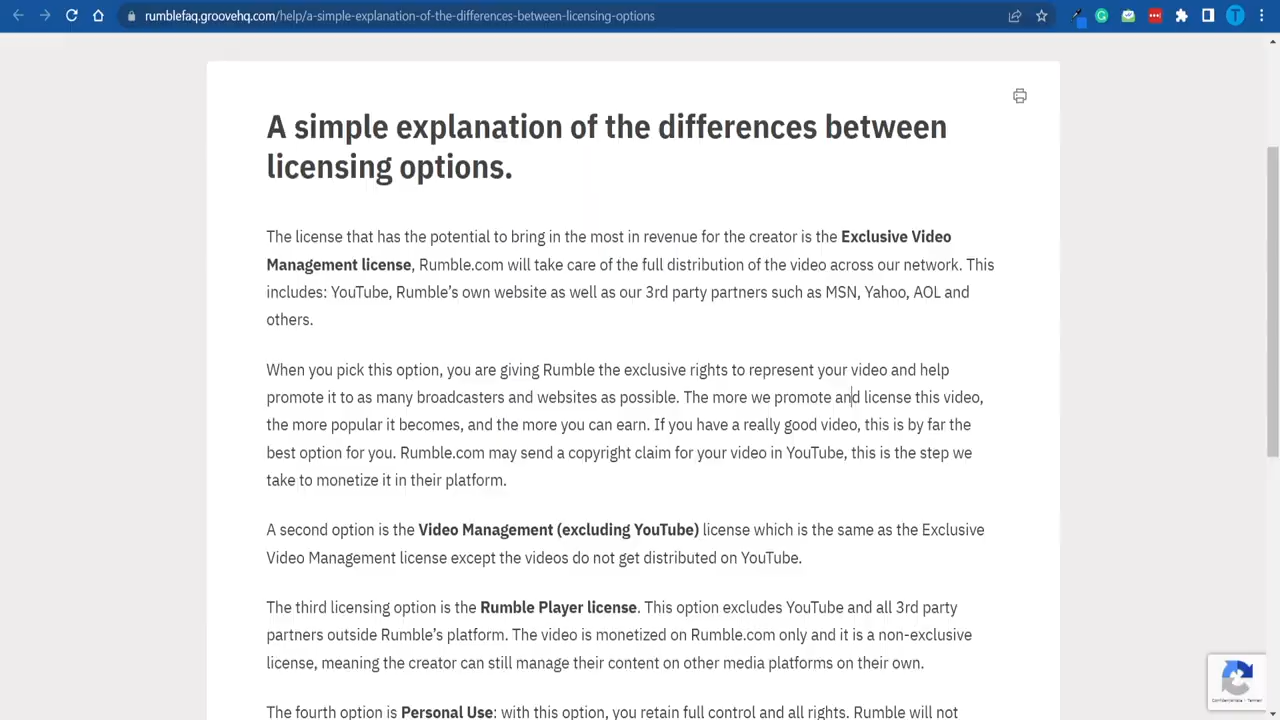 rumblefaq.groovehq.com/help/a-simple-explanation-of-the-differences-between-licensing-options
T
A simple explanation of the differences between
licensing options.
The license that has the potential to bring in the most in revenue for the creator is the Exclusive Video
Management license, Rumble.com will take care of the full distribution of the video across our network. This
includes: YouTube, Rumble's own website as well as our 3rd party partners such as MSN, Yahoo, AOL and
others.
When you pick this option, you are giving Rumble the exclusive rights to represent your video and help
promote it to as many broadcasters and websites as possible. The more we promote and license this video,
the more popular it becomes, and the more you can earn. If you have a really good video, this is by far the
best option for you. Rumble.com may send a copyright claim for your video in YouTube, this is the step we
take to monetize it in their platform.
A second option is the Video Management (excluding YouTube) license which is the same as the Exclusive
Video Management license except the videos do not get distributed on YouTube.
The third licensing option is the Rumble Player license. This option excludes YouTube and all 3rd party
partners outside Rumble's platform. The video is monetized on Rumble.com only and it is a non-exclusive
license, meaning the creator can still manage their content on other media platforms on their own.
The fourth option is Personal Use: with this option, you retain full control and all rights. Rumble will not